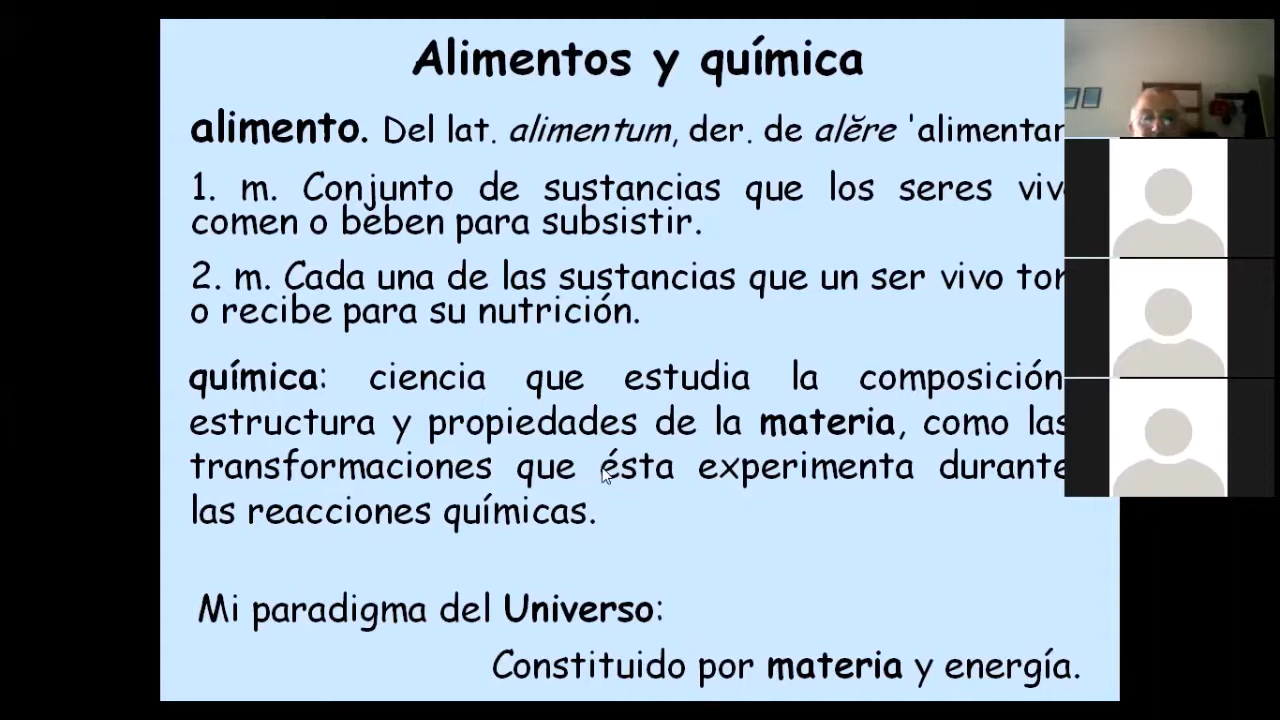 Alimentos y química
alimento. Del lat. alimentum, der. de alĕre 'alimentar
1. m. Conjunto de sustancias que los seres viv
comen o beben para subsistir.
2. m. Cada una de las sustancias que un ser vivo
o recibe para su nutrición.
química: ciencia que estudia la composición
estructura y propiedades de la materia, como las
transformaciones que ésta experimenta durante
las reacciones químicas.
Mi paradigma del Universo:
Constituido por materia y energía.